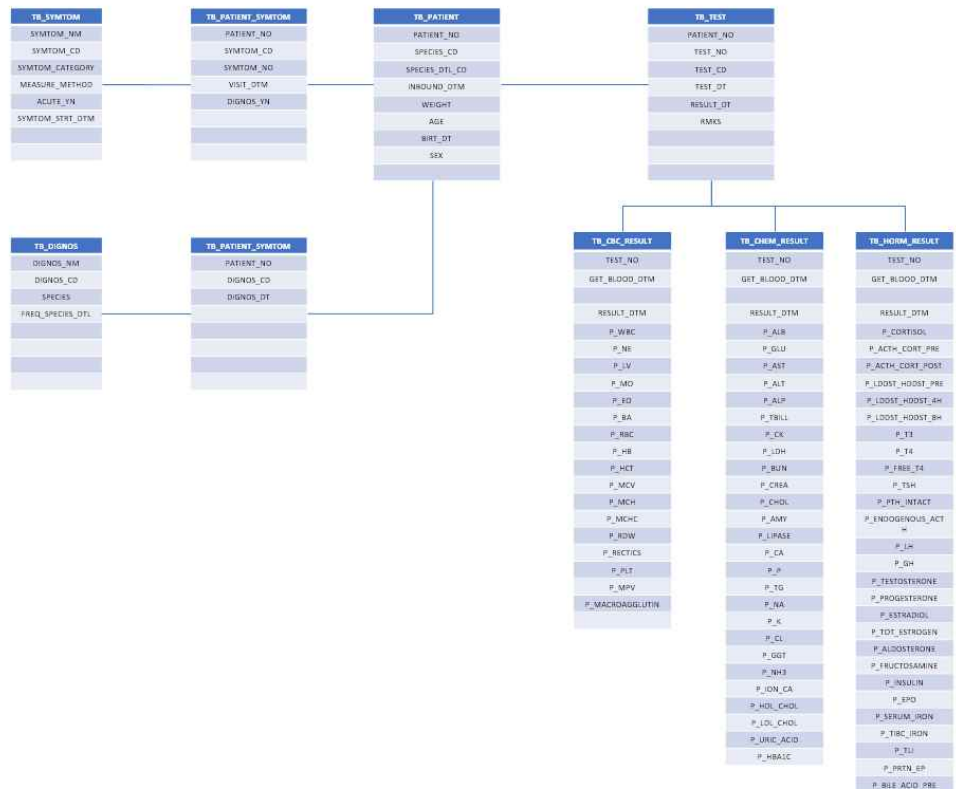 TB_SYMTOM
SYMTOM_NM
SYMTOM_CD
SYMTOM_CATEGORY
MEASURE_METHOD
ACUTE_YN
SYMTOM_STRT_DTM
TB_PATIENT_SYMTOM
PATIENT_NO
SYMTOM_CD
SYMTOM_NO
VISIT_DTM
DIGNOS_YN
TB_PATIENT
PATIENT_NO
SPECIES_CD
SPECIES_DTL_CD
INBOUND_DTM
WEIGHT
AGE
BIRT_DT
SEX
TB_TEST
PATIENT_NO
TEST_NO
TEST_CD
TEST_DT
RESULT_DT
RMKS
TB_DIGNOS
DIGNOS_NM
DIGNOS_CD
SPECIES
FREQ_SPECIES_DTL
TB_PATIENT_SYMTOM
PATIENT_NO
DIGNOS_CD
DIGNOS_DT
TB_CBC_RESULT
TEST_NO
GET_BLOOD_DTM
RESULT_DTM
P_WBC
P_NE
P_LV
P_MO
P_EO
P_BA
P_RBC
P_HB
P_HCT
P_MCV
P_MCH
P_MCHC
P_RDW
P_RECTICS
P_PLT
P_MPV
P_MACROAGGLUTIN
TB_CHEM_RESULT
TEST_NO
GET_BLOOD_DTM
RESULT_DTM
P_ALB
P_GLU
P_AST
P_ALT
P_ALP
P_TBILL
P_CK
P_LDH
P_BUN
P_CREA
P_CHOL
P_AMY
P_LIPASE
P_CA
P_P
P_TG
P_NA
P_K
P_CL
P_GGT
P_NH3
P_ION_CA
P_HDL_CHOL
P_LDL_CHOL
P_URIC_ACID
P_HBA1C
TB_HORM_RESULT
TEST_NO
GET_BLOOD_DTM
RESULT_DTM
P_CORTISOL
P_ACTH_CORT_PRE
P_ACTH_CORT_POST
P_LDDST_HDDST_PRE
P_LDDST_HDDST_4H
P_LDDST_HDDST_8H
P_T3
P_T4
P_FREE_T4
P_TSH
P_PTH_INTACT
P_ENDOGENOUS_ACT
H
P_LH
P_GH
P_TESTOSTERONE
P_PROGESTERONE
P_ESTRADIOL
P_TOT_ESTROGEN
P_ALDOSTERONE
P_FRUCTOSAMINE
P_INSULIN
P_EPO
P_SERUM_IRON
P_TIBC_IRON
P_TLI
P_PRTN_EP
P_BILE_ACID_PRE